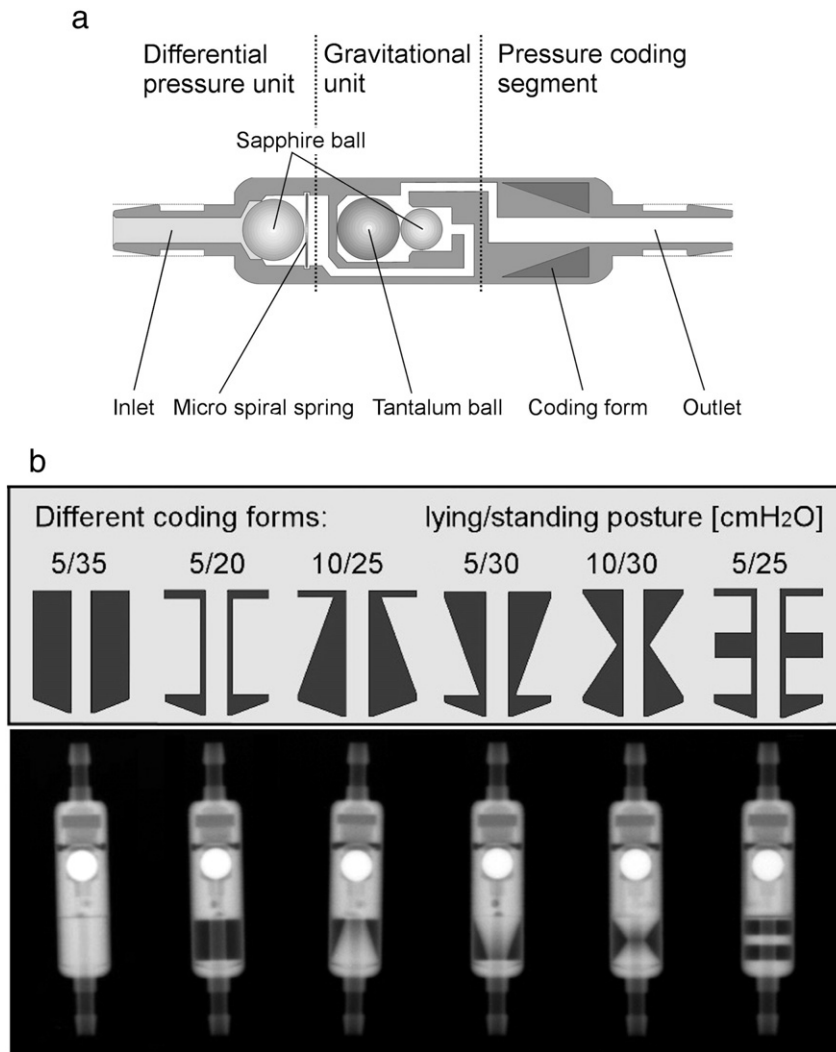 a
Differential pressure unit
Gravitational unit
Pressure coding segment
Sapphire ball
Inlet
Micro spiral spring
Tantalum ball
Coding form
Outlet
b
Different coding forms:
lying/standing posture [cmH2O]
5/35
5/20
10/25
5/30
10/30
5/25